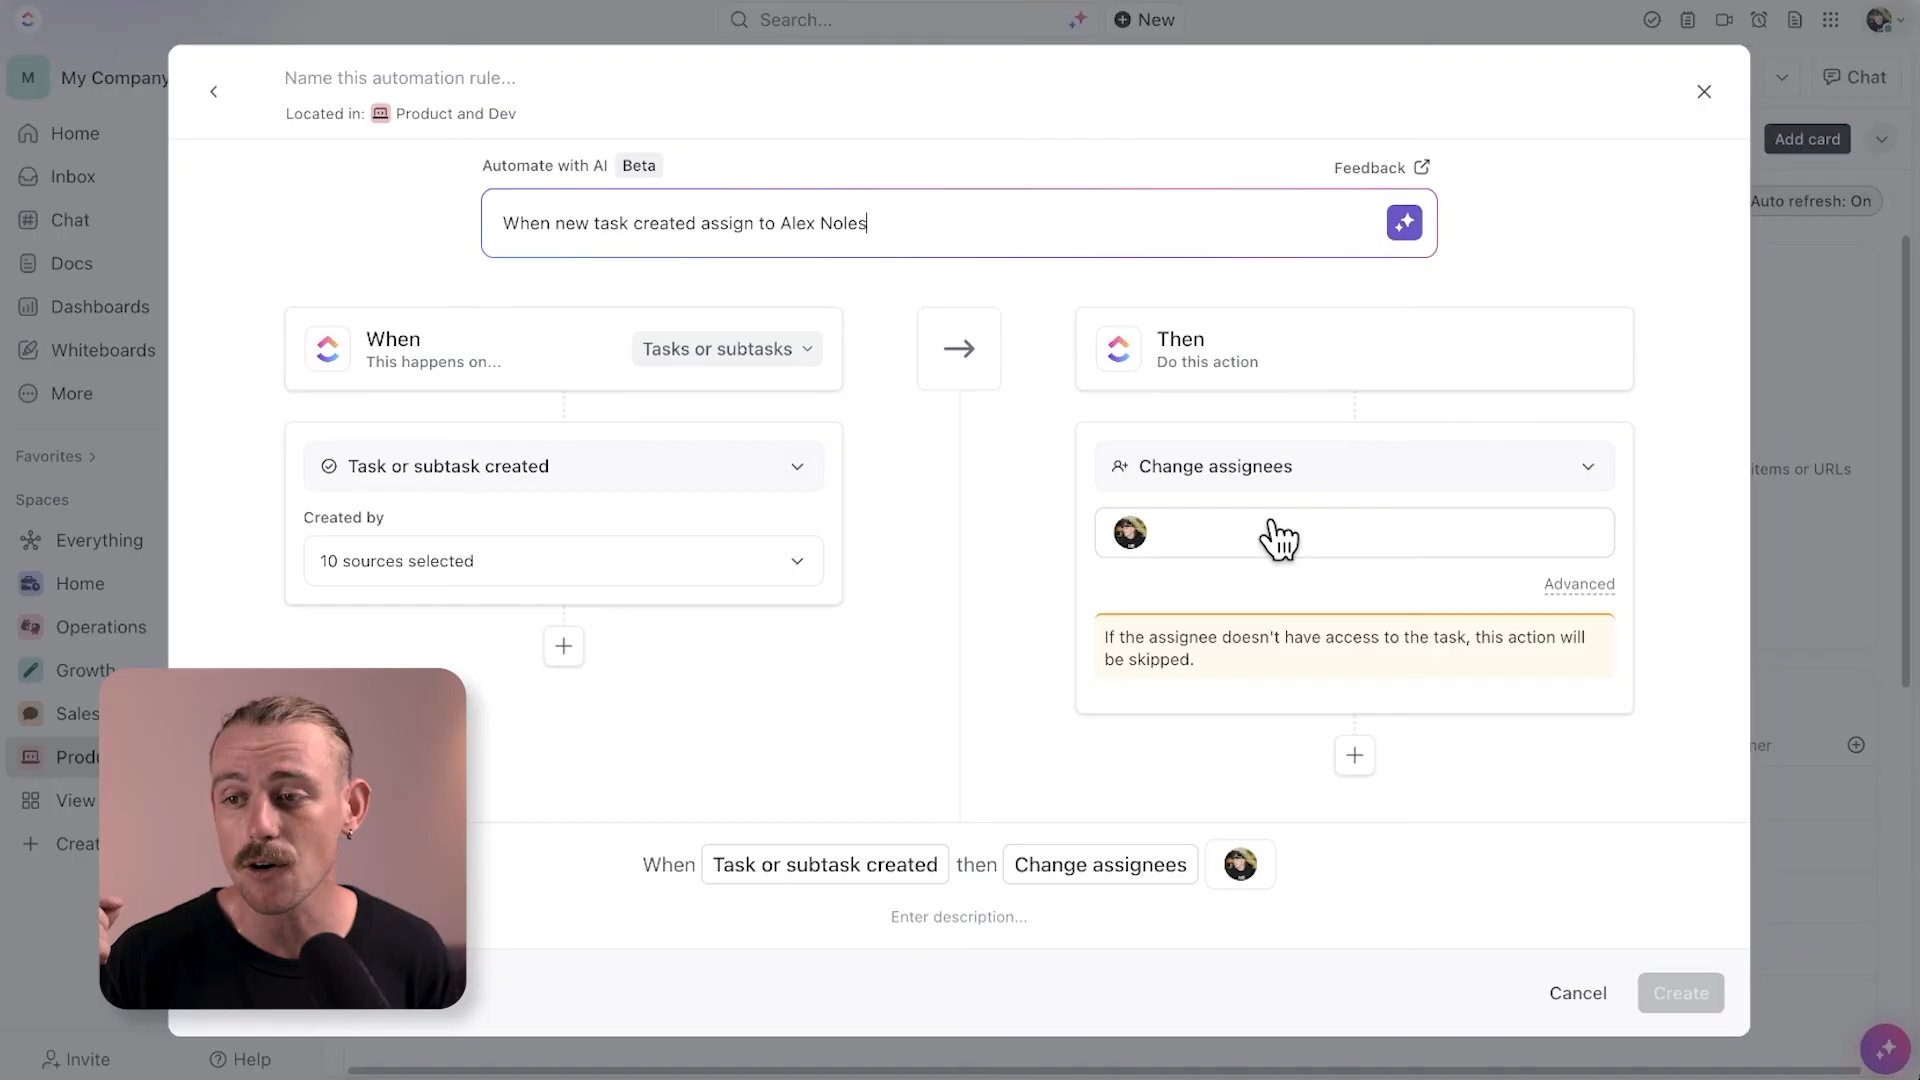 Search...
New
M
My Company
Name this automation rule...
Located in: Product and Dev
Chat
Home
Add card
Automate with AI Beta
Feedback
Inbox
Auto refresh: On
Chat
When new task created assign to Alex Noles
Docs
Dashboards
When
This happens on...
Tasks or subtasks
Then
Do this action
Whiteboards
More
Favorites
Task or subtask created
Change assignees
items or URLs
Spaces
Created by
Everything
10 sources selected
Home
Advanced
Operations
If the assignee doesn't have access to the task, this action will
be skipped.
Growth
Sales
Produ
View
Creat
When Task or subtask created then Change assignees
Enter description...
Cancel
Create
Invite
Help